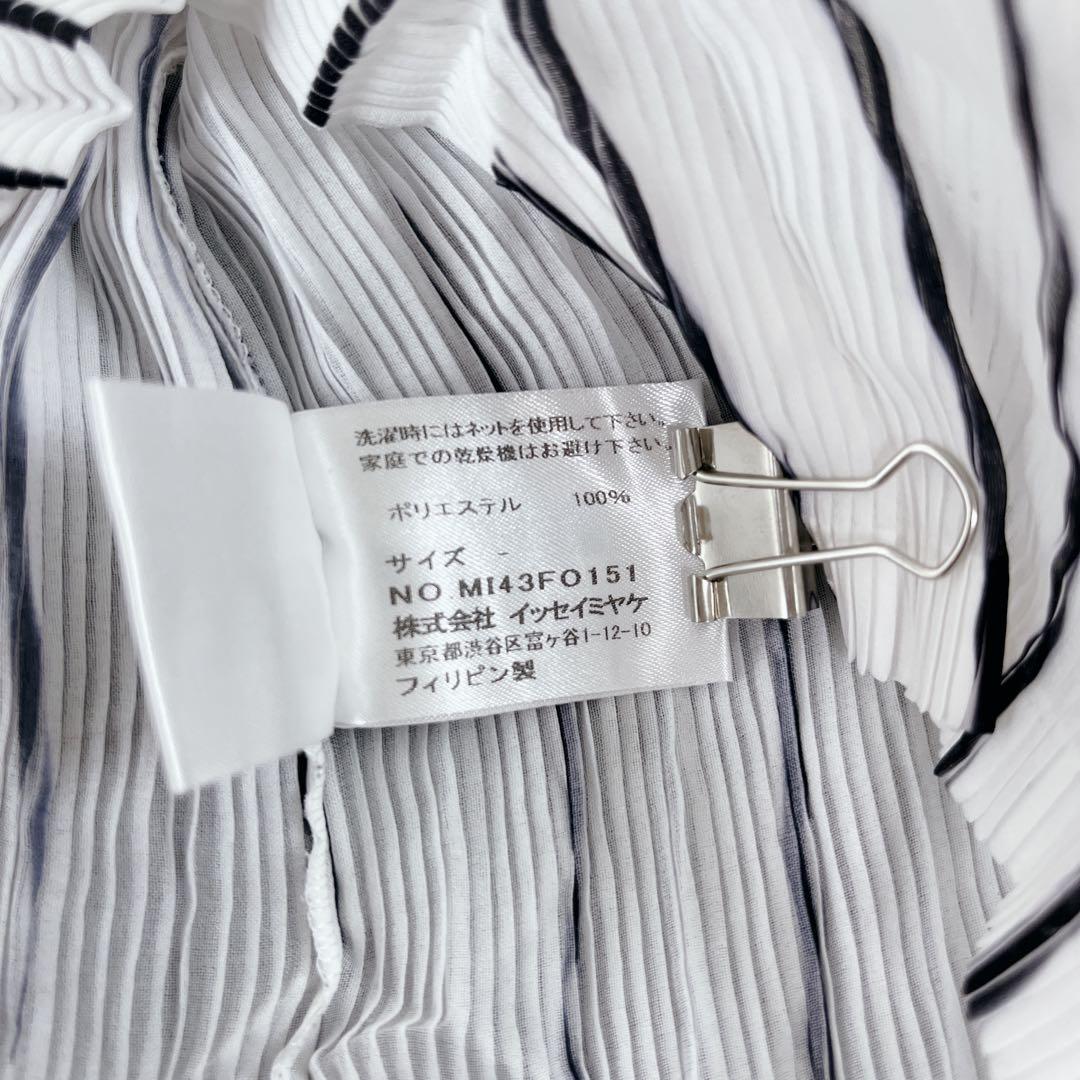 洗濯時にはネットを使用して下さい。
家庭での乾燥機はお避け下さい。
ポリエステル 100%
サイズ -
NO MI43FO151
株式会社 イッセイミヤケ
東京都渋谷区富ヶ谷1-12-10
フィリピン製